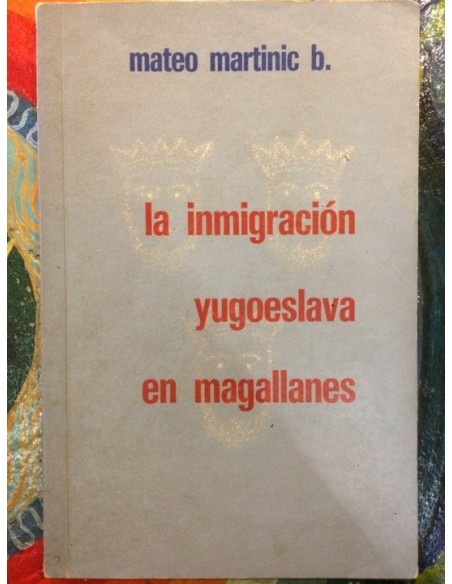 mateo martinic b.
la inmigración
yugoeslava
en magallanes